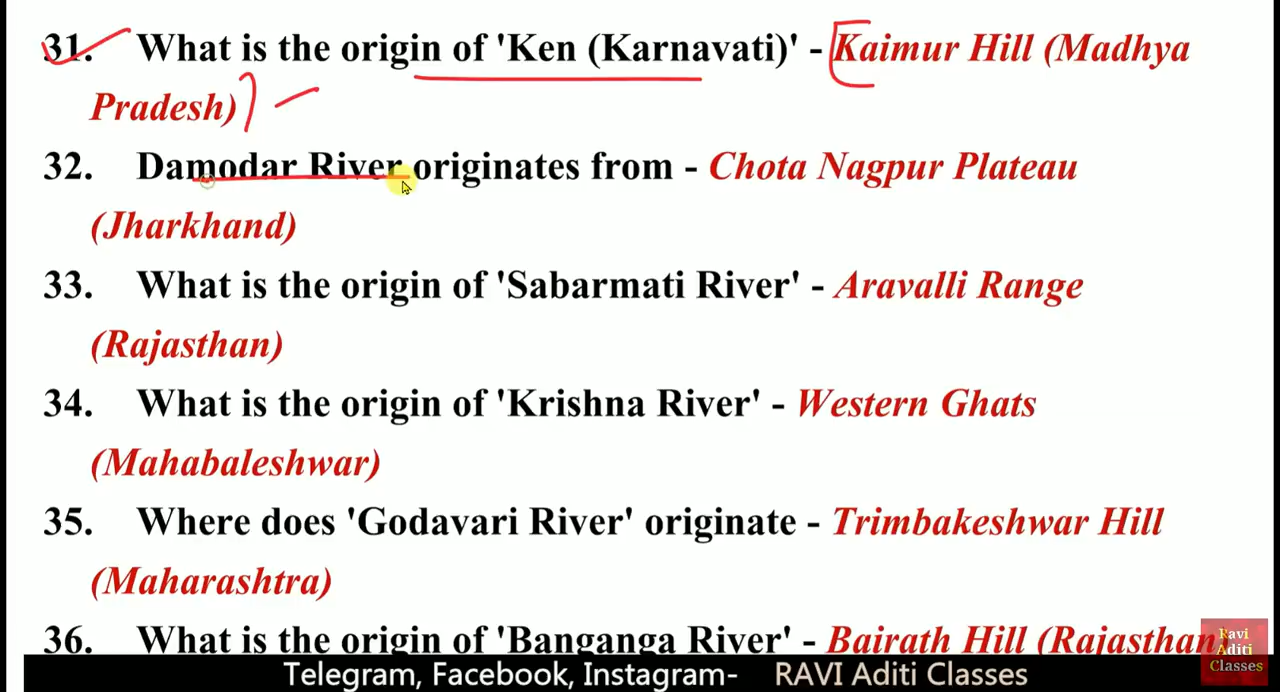 31. What is the origin of 'Ken (Karnavati)' - Kaimur Hill (Madhya
Pradesh)
32. Damodar River originates from - Chota Nagpur Plateau
(Jharkhand)
33. What is the origin of 'Sabarmati River' - Aravalli Range
(Rajasthan)
34. What is the origin of 'Krishna River' - Western Ghats
(Mahabaleshwar)
35. Where does 'Godavari River' originate - Trimbakeshwar Hill
(Maharashtra)
36. What is the origin of 'Banganga River' - Bairath Hill (Rajasthan)
Ravi
Aditi
Classes
Telegram, Facebook, Instagram- RAVI Aditi Classes